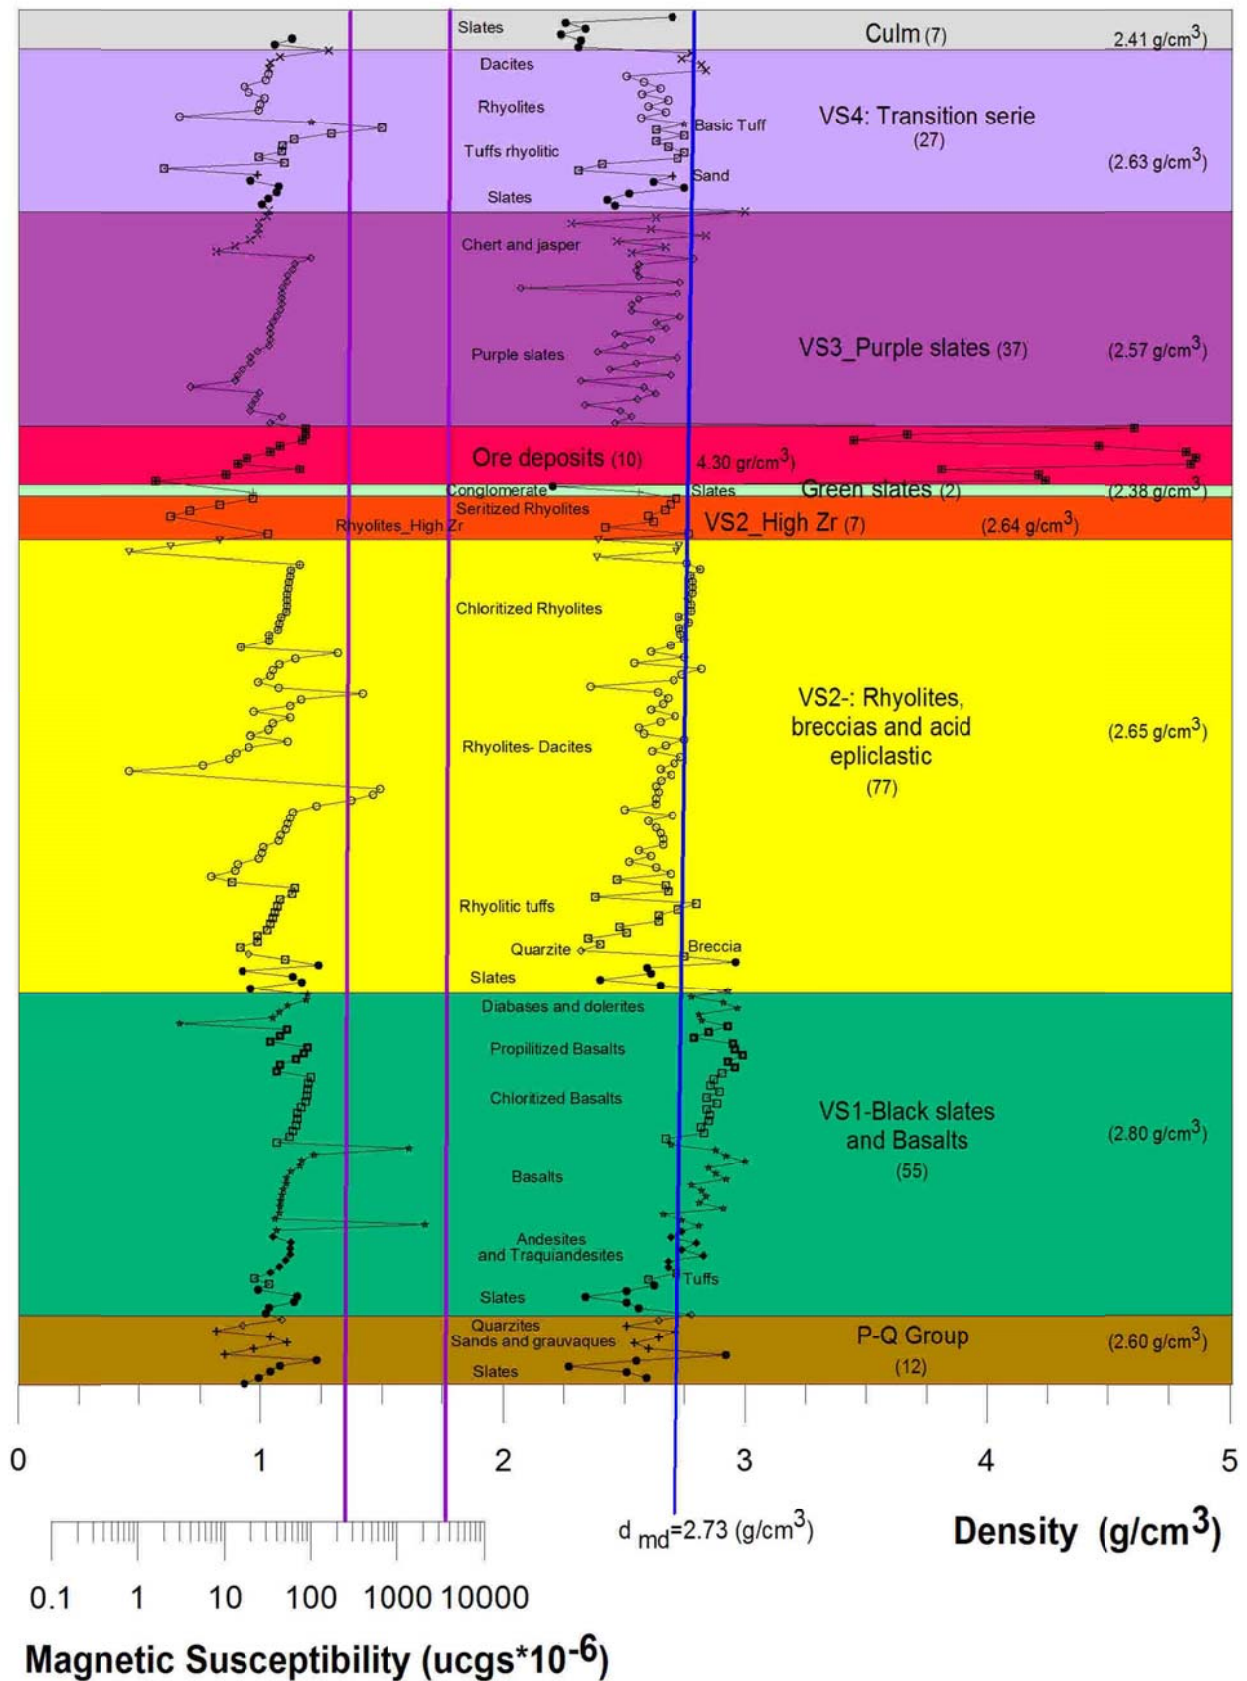 Slates
Culm (7)
2.41 g/cm³)
Dacites
Rhyolites
VS4: Transition serie
Basic Tuff
(27)
Tuffs rhyolitic
(2.63 g/cm³)
Sand
Slates
Chert and jasper
Purple slates
VS3_Purple slates (37)
(2.57 g/cm³)
Ore deposits (10)
4.30 gr/cm³)
Conglomerate
Slates
Green slates (2)
(2.38 g/cm³)
Seritized Rhyolites
Rhyolites_High Zr
VS2_High Zr (7)
(2.64 g/cm³)
Chloritized Rhyolites
VS2-: Rhyolites,
breccias and acid
epliclastic
(77)
(2.65 g/cm³)
Rhyolites- Dacites
Rhyolitic tuffs
Quarzite
Breccia
Slates
Diabases and dolerites
Propilitized Basalts
Chloritized Basalts
VS1-Black slates
and Basalts
(55)
(2.80 g/cm³)
Basalts
Andesites
and Traquiandesites
Tuffs
Slates
Quarzites
Sands and grauvaques
Slates
P-Q Group
(12)
(2.60 g/cm³)
0 1 2 3 4 5
d md=2.73 (g/cm³)
Density (g/cm³)
0.1 1 10 100 1000 10000
Magnetic Susceptibility (ucgs*10⁻⁶)